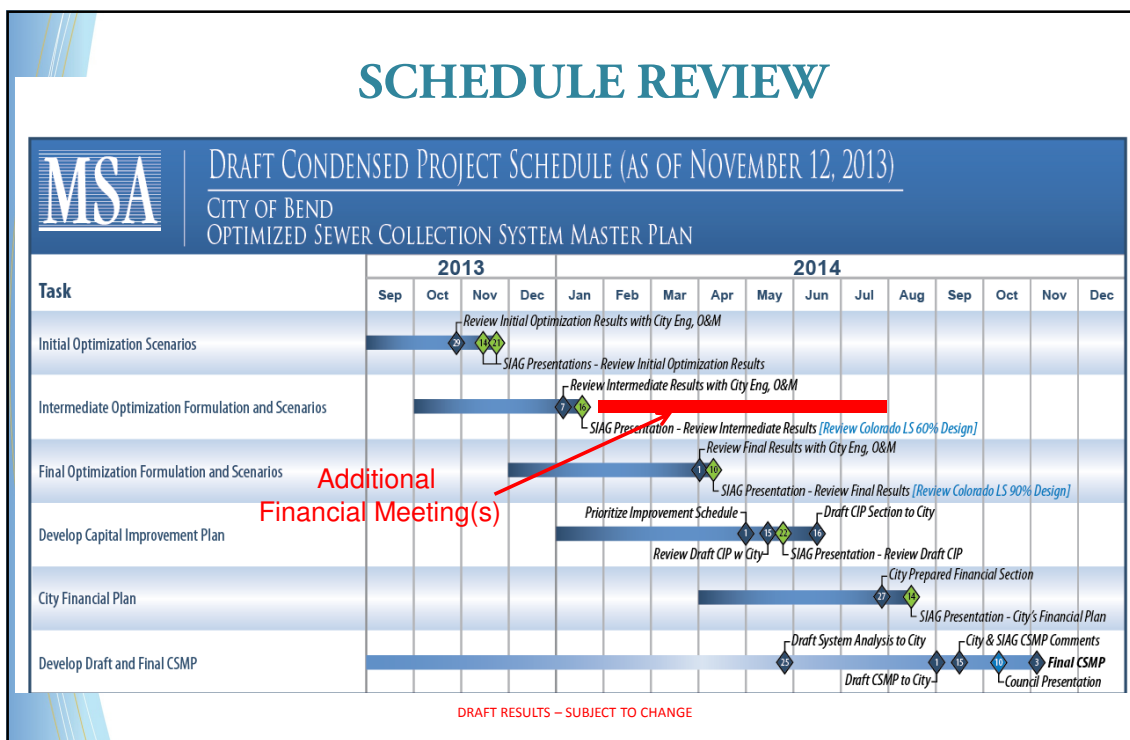 SCHEDULE REVIEW
MSA
DRAFT CONDENSED PROJECT SCHEDULE (AS OF NOVEMBER 12, 2013)
CITY OF BEND
OPTIMIZED SEWER COLLECTION SYSTEM MASTER PLAN
2013 2014
Task
Sep Oct Nov Dec Jan Feb Mar Apr May Jun Jul Aug Sep Oct Nov Dec
Review Initial Optimization Results with City Eng, O&M
Initial Optimization Scenarios 29 14 21
SIAG Presentations - Review Initial Optimization Results
Review Intermediate Results with City Eng, O&M
Intermediate Optimization Formulation and Scenarios 7 16
SIAG Presentation - Review Intermediate Results [Review Colorado LS 60% Design]
Review Final Results with City Eng, O&M
Final Optimization Formulation and Scenarios 1 10
Additional
Financial Meeting(s)
SIAG Presentation - Review Final Results [Review Colorado LS 90% Design]
Prioritize Improvement Schedule Draft CIP Section to City
Develop Capital Improvement Plan 1 15 22 16
Review Draft CIP w City SIAG Presentation - Review Draft CIP
City Prepared Financial Section
City Financial Plan 27 14
SIAG Presentation - City's Financial Plan
Draft System Analysis to City City & SIAG CSMP Comments
Develop Draft and Final CSMP 25 1 15 10 3 Final CSMP
Draft CSMP to City Council Presentation
DRAFT RESULTS – SUBJECT TO CHANGE